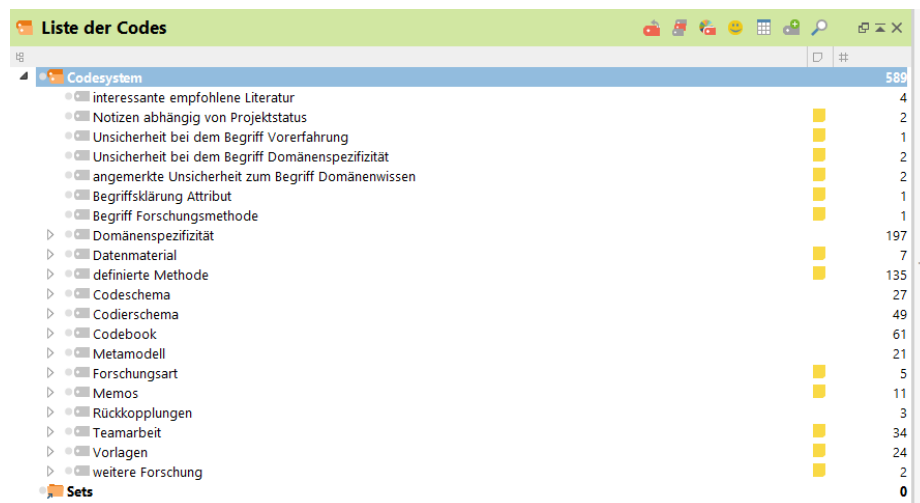 Liste der Codes
#
Codesystem 589
interessante empfohlene Literatur 4
Notizen abhängig von Projektstatus 2
Unsicherheit bei dem Begriff Vorerfahrung 1
Unsicherheit bei dem Begriff Domänenspezifizität 2
angemerkte Unsicherheit zum Begriff Domänenwissen 2
Begriffsklärung Attribut 1
Begriff Forschungsmethode 1
Domänenspezifizität 197
Datenmaterial 7
definierte Methode 135
Codeschema 27
Codierschema 49
Codebook 61
Metamodell 21
Forschungsart 5
Memos 11
Rückkopplungen 3
Teamarbeit 34
Vorlagen 24
weitere Forschung 2
Sets 0